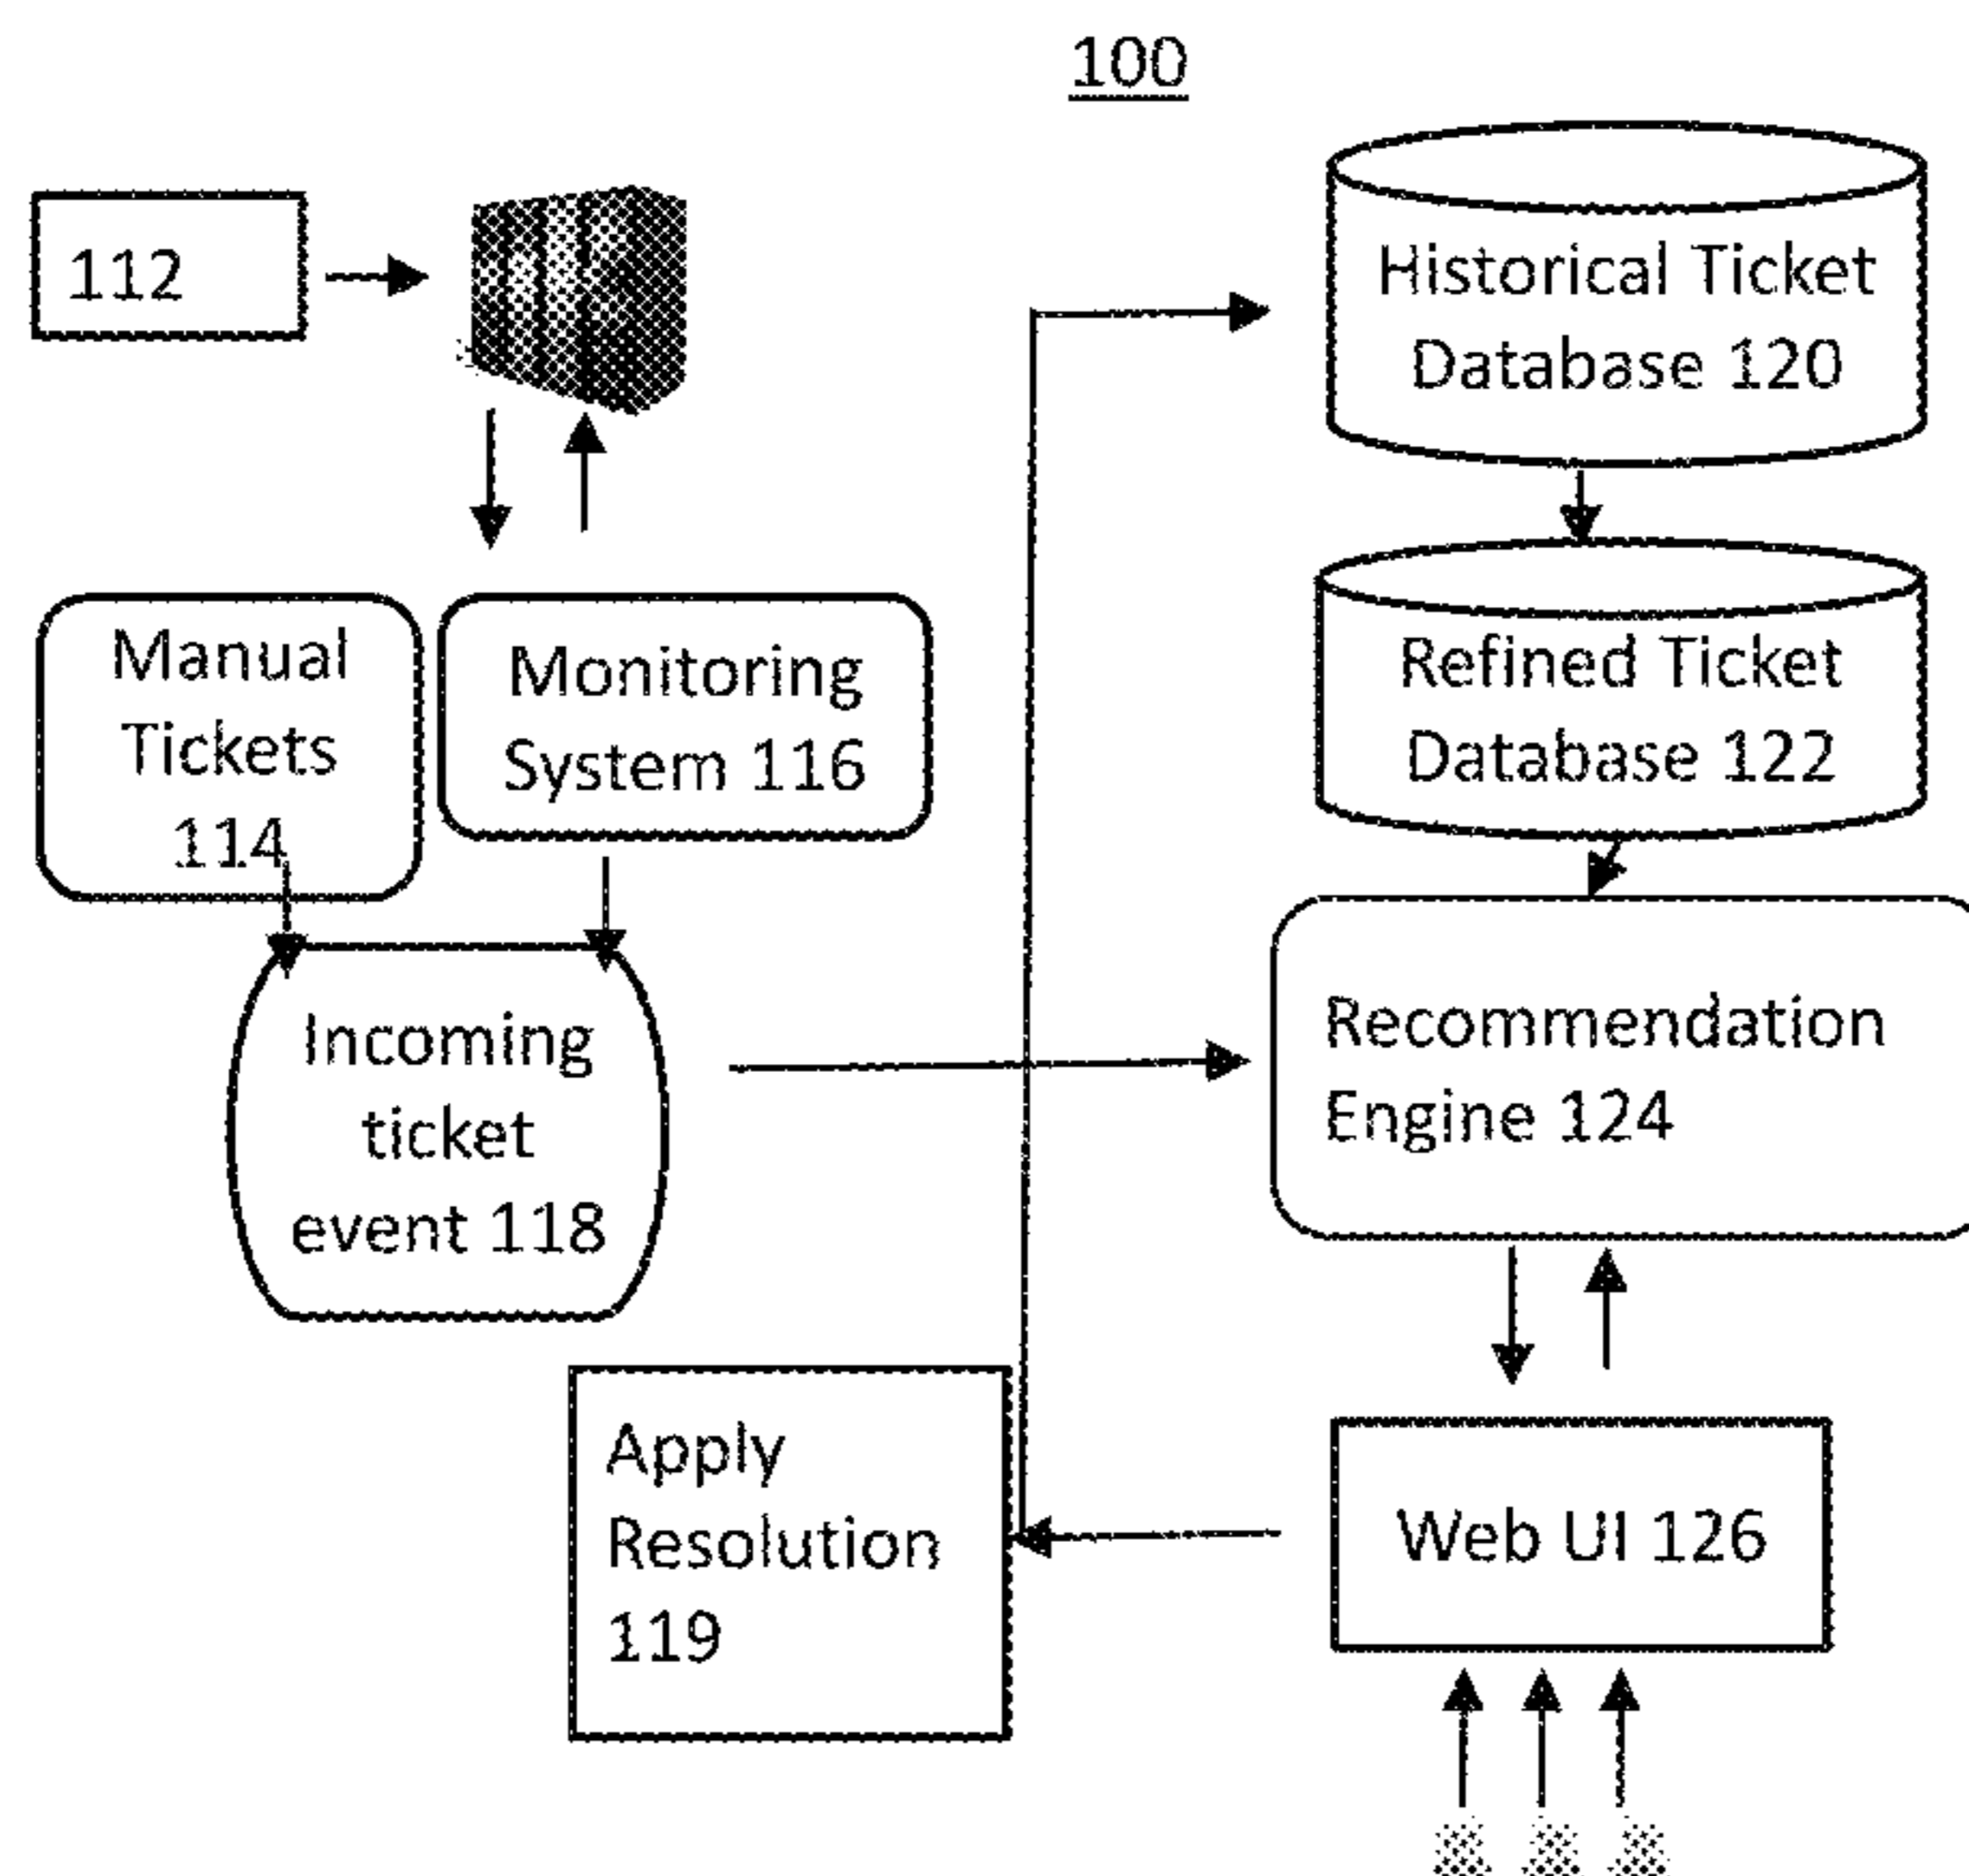 100
112
Historical Ticket
Database 120
Manual
Tickets
114
Monitoring
System 116
Refined Ticket
Database 122
Incoming
ticket
event 118
Recommendation
Engine 124
Apply
Resolution
119
Web UI 126